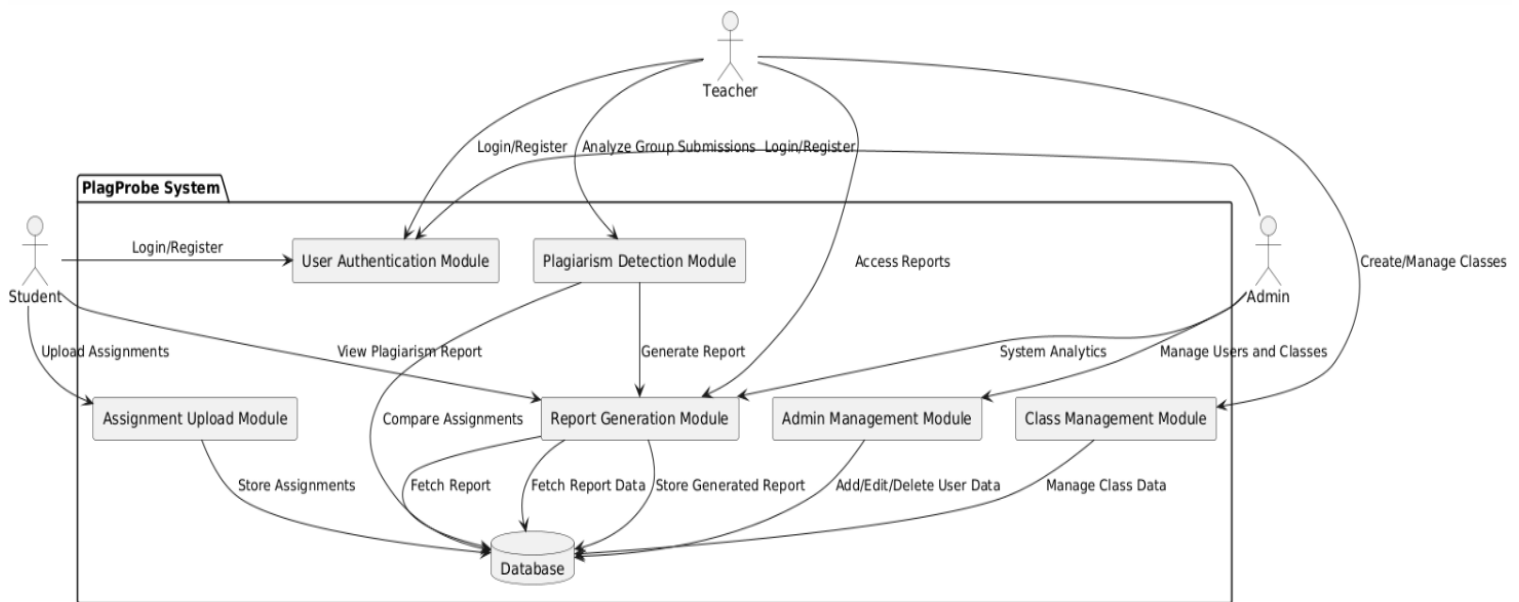 Teacher
Login/Register
Analyze Group Submissions
Login/Register
PlagProbe System
Login/Register
User Authentication Module
Plagiarism Detection Module
Access Reports
Create/Manage Classes
Student
Admin
Upload Assignments
View Plagiarism Report
Generate Report
System Analytics
Manage Users and Classes
Assignment Upload Module
Compare Assignments
Report Generation Module
Admin Management Module
Class Management Module
Store Assignments
Fetch Report
Fetch Report Data
Store Generated Report
Add/Edit/Delete User Data
Manage Class Data
Database